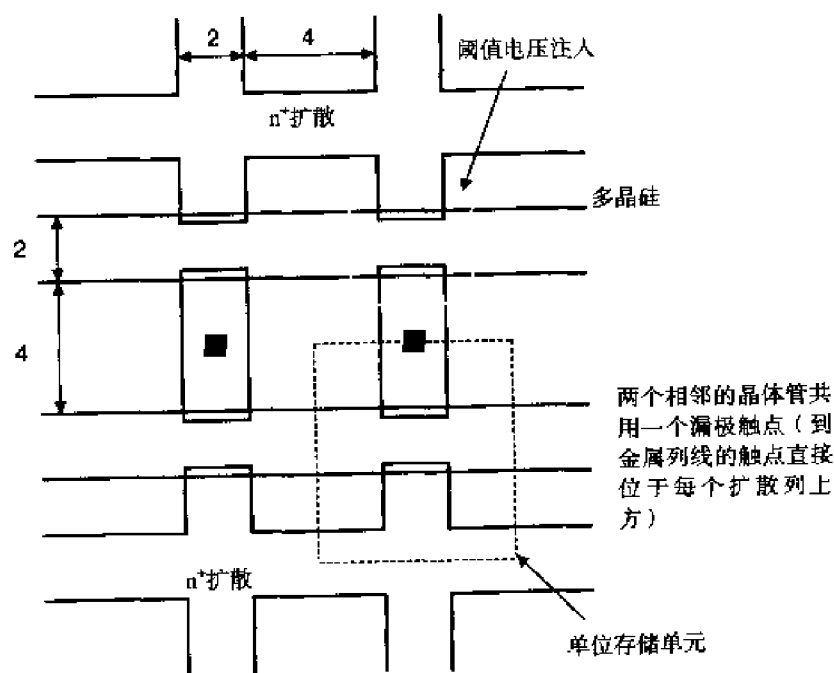 2
4
阈值电压注入
n⁺扩散
多晶硅
2
4
两个相邻的晶体管共
用一个漏极触点（到
金属列线的触点直接
位于每个扩散列上
方）
n⁺扩散
单位存储单元